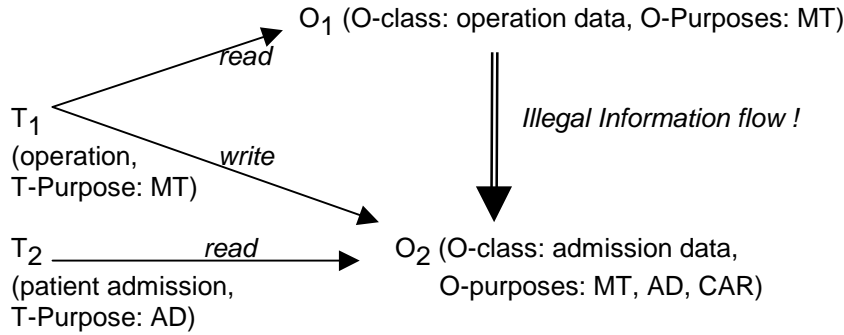 O1 (O-class: operation data, O-Purposes: MT)
read
T1
(operation,
T-Purpose: MT)
Illegal Information flow !
write
T2
read
O2 (O-class: admission data,
O-purposes: MT, AD, CAR)
(patient admission,
T-Purpose: AD)